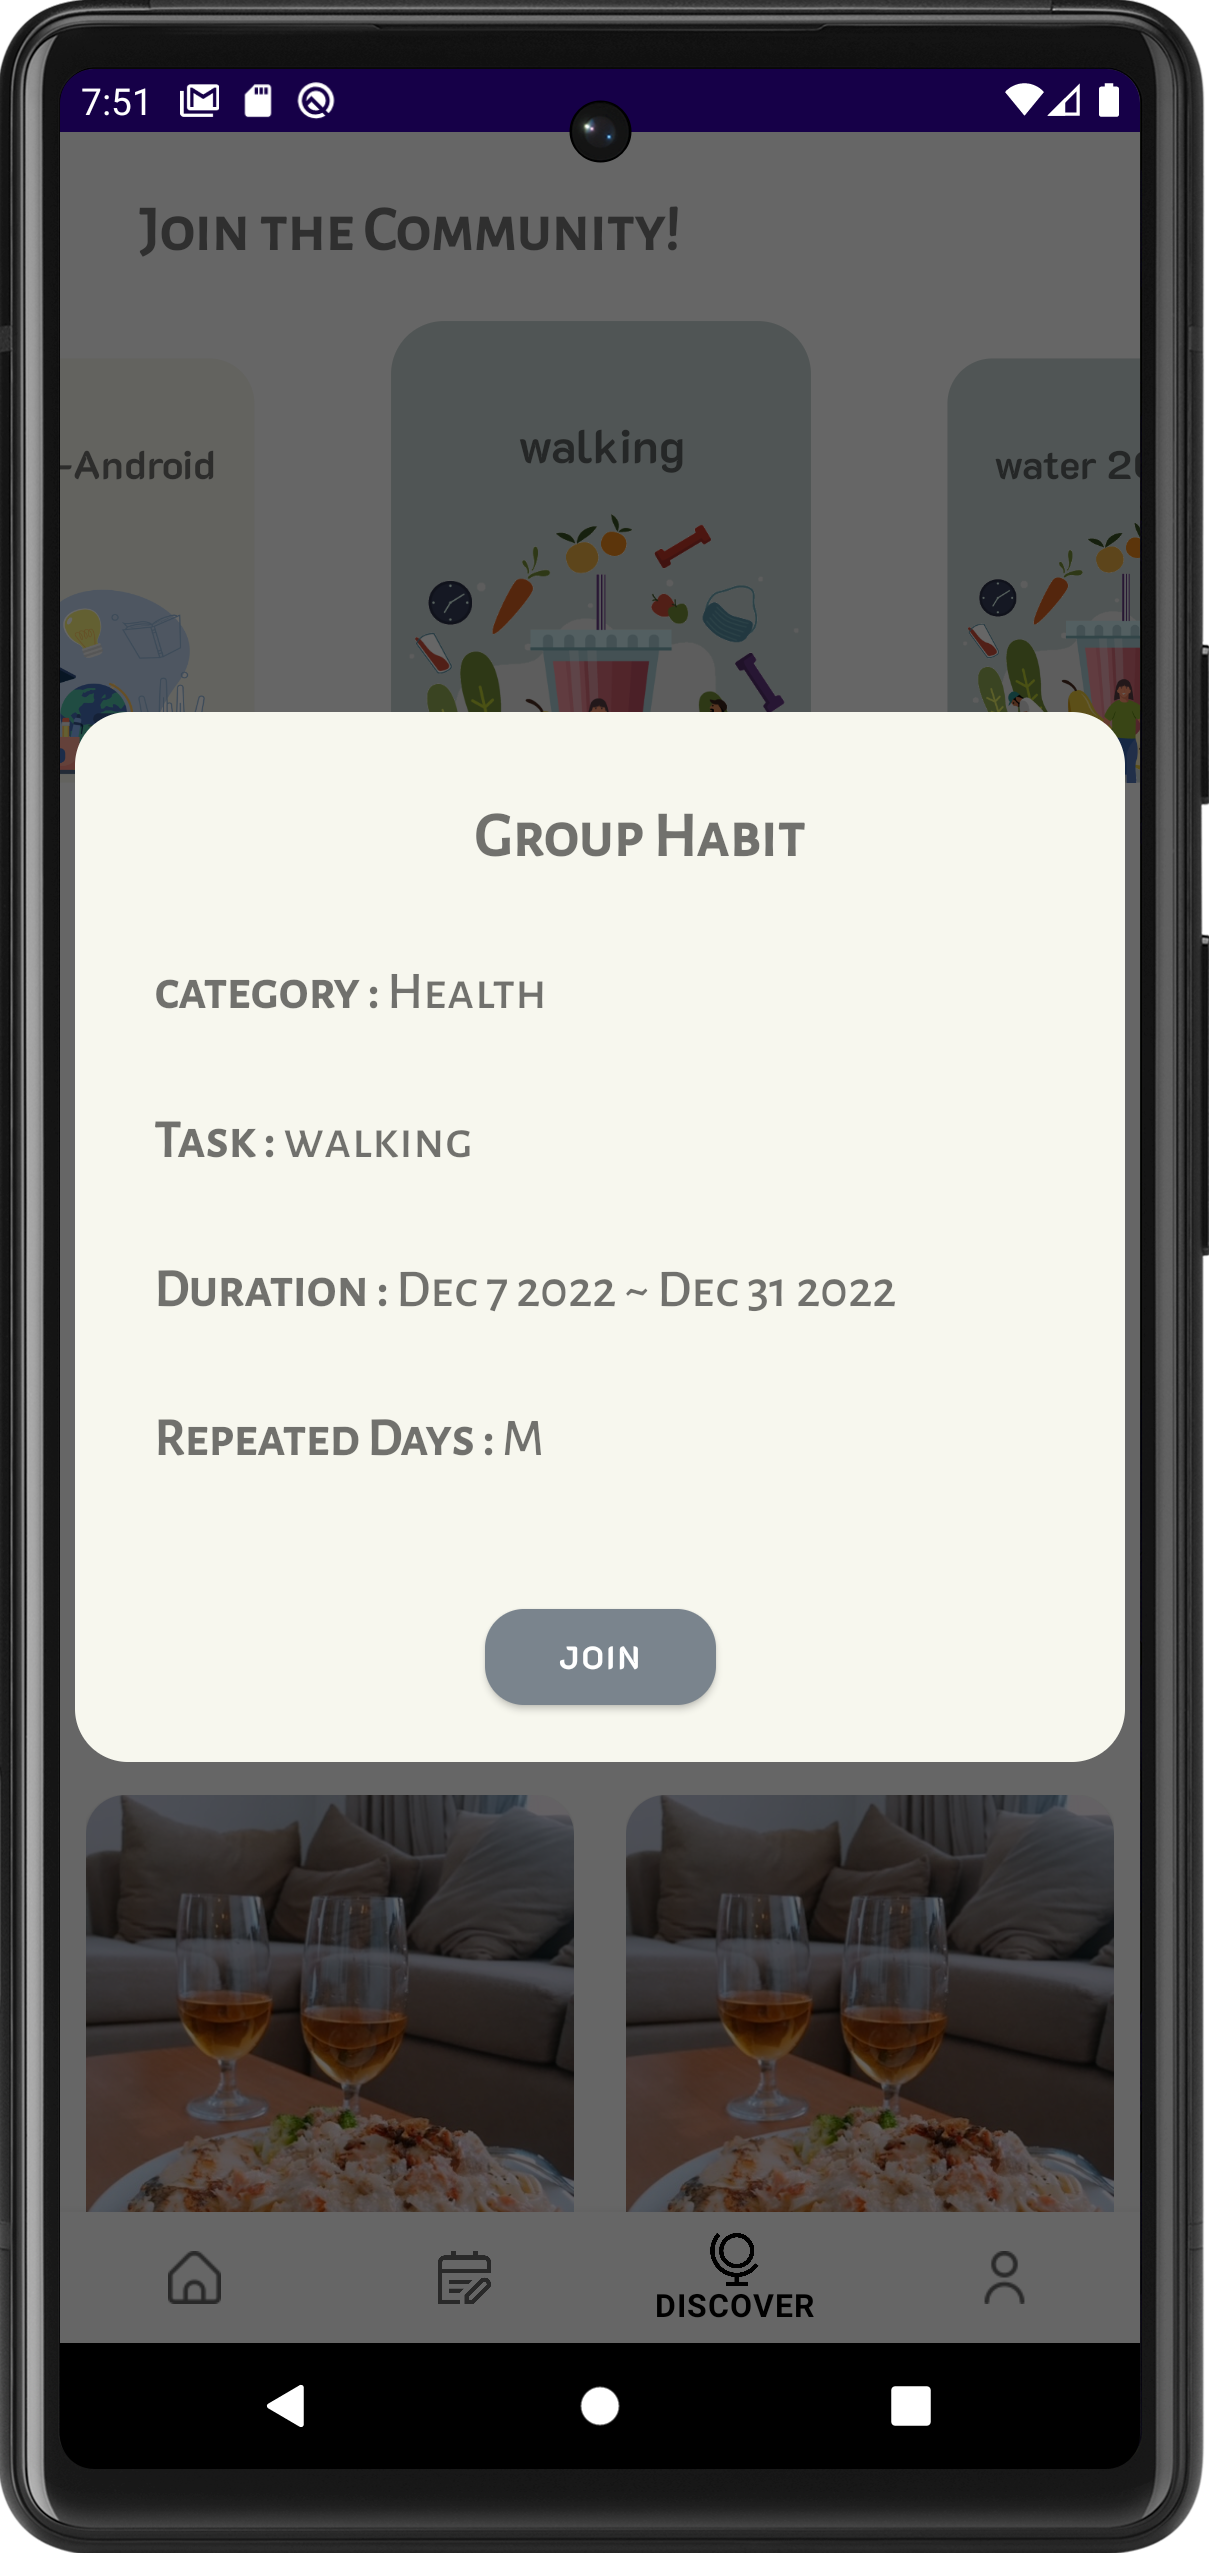 7:51
Join the Community!
-Android
walking
water 20
Group Habit
category : Health
Task : walking
Duration : Dec 7 2022 ~ Dec 31 2022
Repeated Days : M
JOIN
DISCOVER